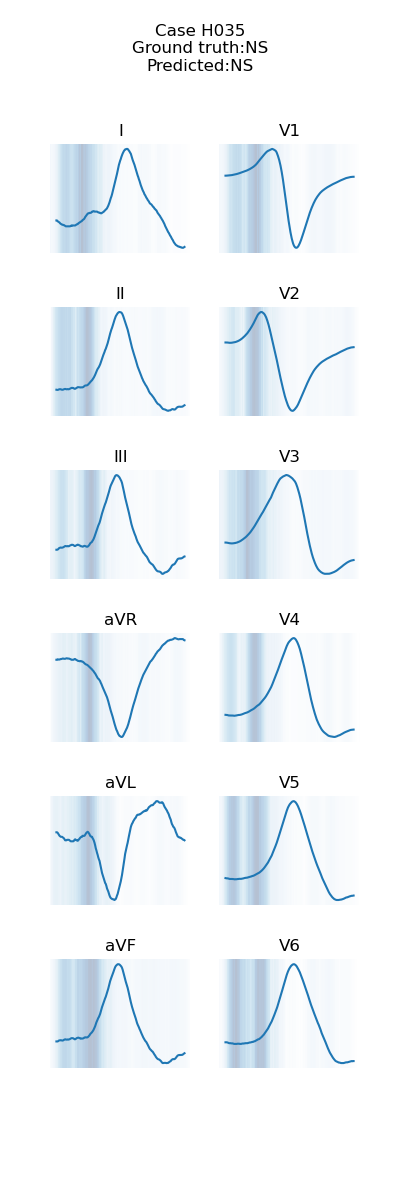 Case H035
Ground truth:NS
Predicted:NS
I
V1
II
V2
III
V3
aVR
V4
aVL
V5
aVF
V6